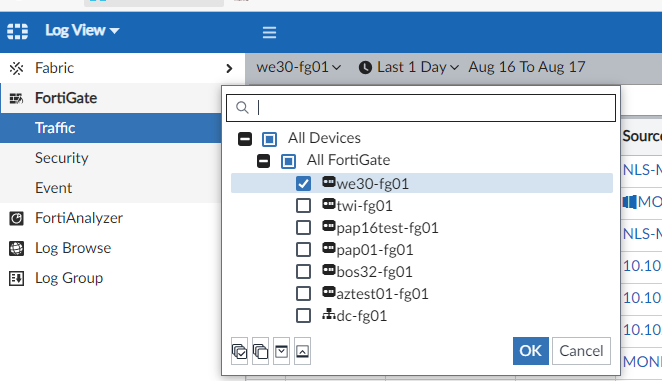 Log View
Fabric
we30-fg01 Last 1 Day Aug 16 To Aug 17
FortiGate
Traffic
Security
Event
FortiAnalyzer
Log Browse
Log Group
All Devices
All FortiGate
we30-fg01
twi-fg01
pap16test-fg01
pap01-fg01
bos32-fg01
aztest01-fg01
dc-fg01
OK Cancel
Source
NLS-M
MO
NLS-M
10.10
10.10
10.10
MONI